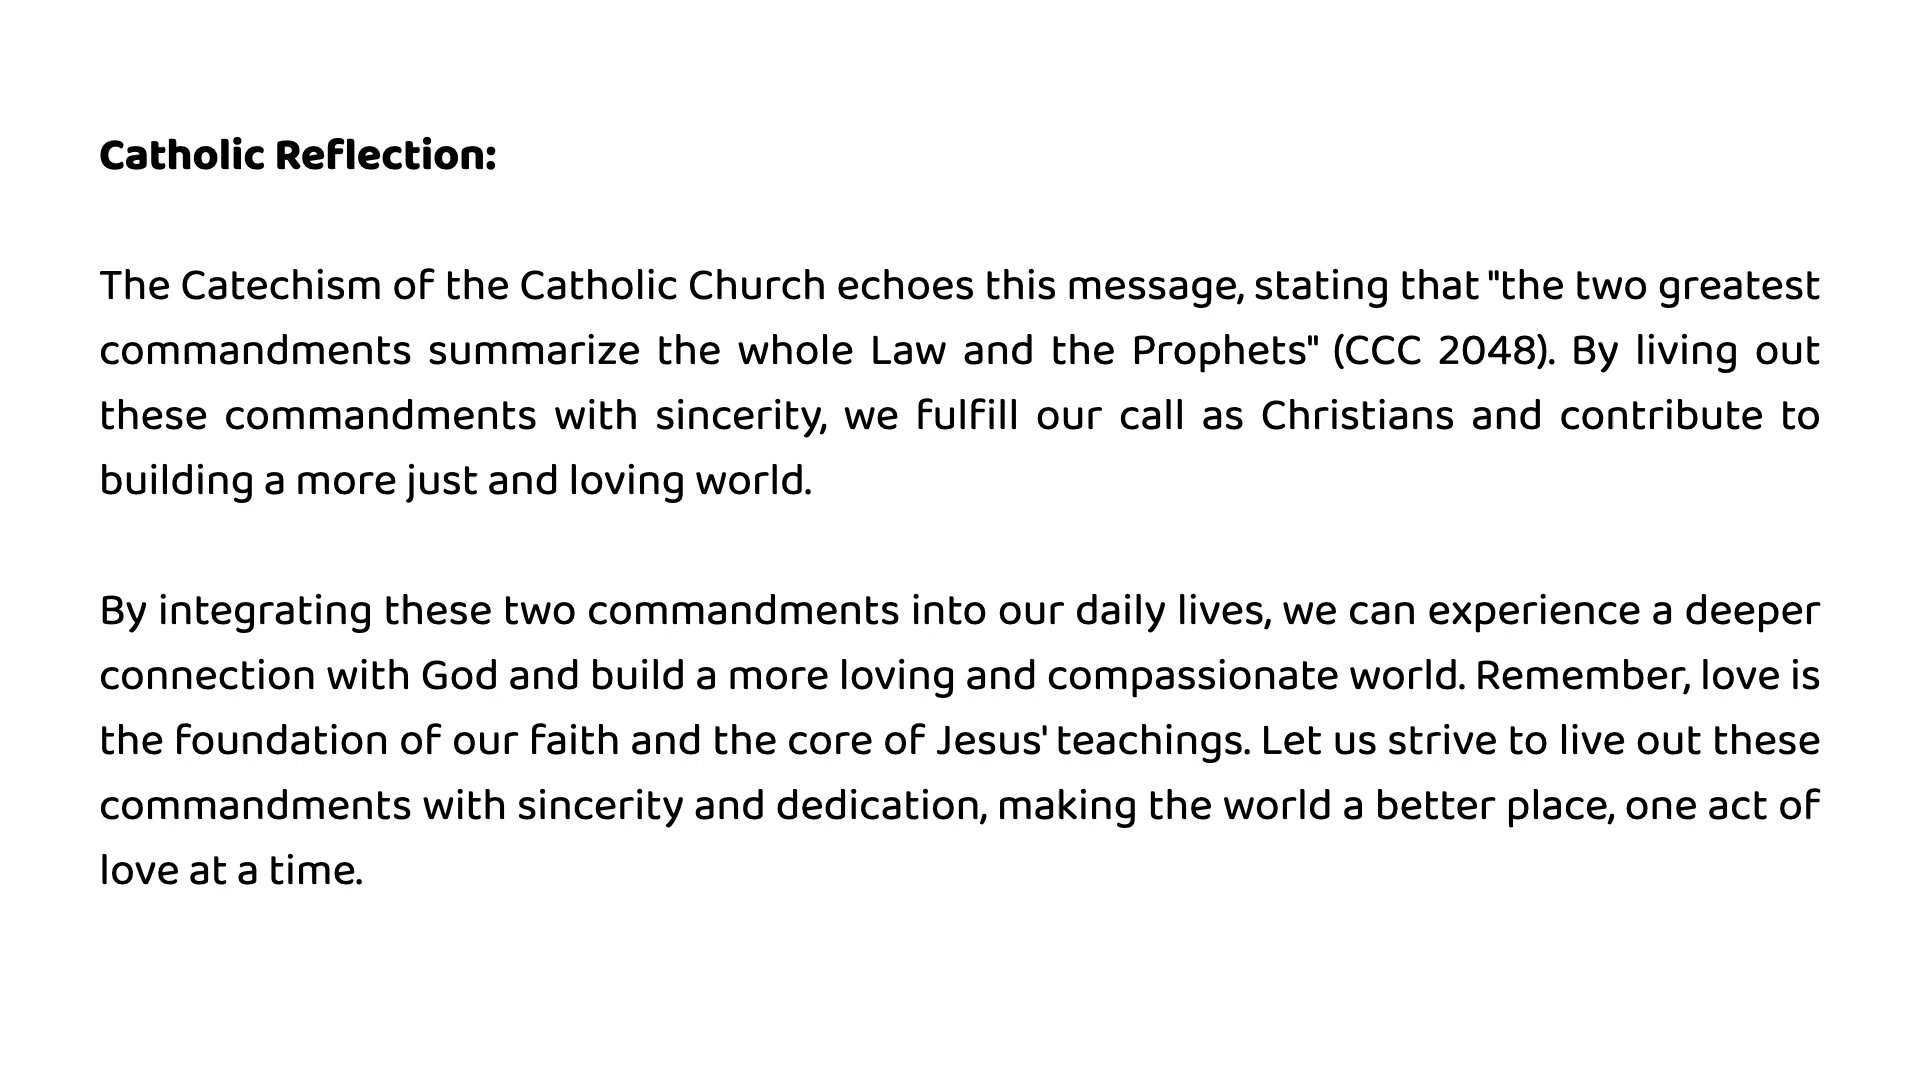 Catholic Reflection:
The Catechism of the Catholic Church echoes this message, stating that "the two greatest
commandments summarize the whole Law and the Prophets" (CCC 2048). By living out
these commandments with sincerity, we fulfill our call as Christians and contribute to
building a more just and loving world.
By integrating these two commandments into our daily lives, we can experience a deeper
connection with God and build a more loving and compassionate world. Remember, love is
the foundation of our faith and the core of Jesus' teachings. Let us strive to live out these
commandments with sincerity and dedication, making the world a better place, one act of
love at a time.